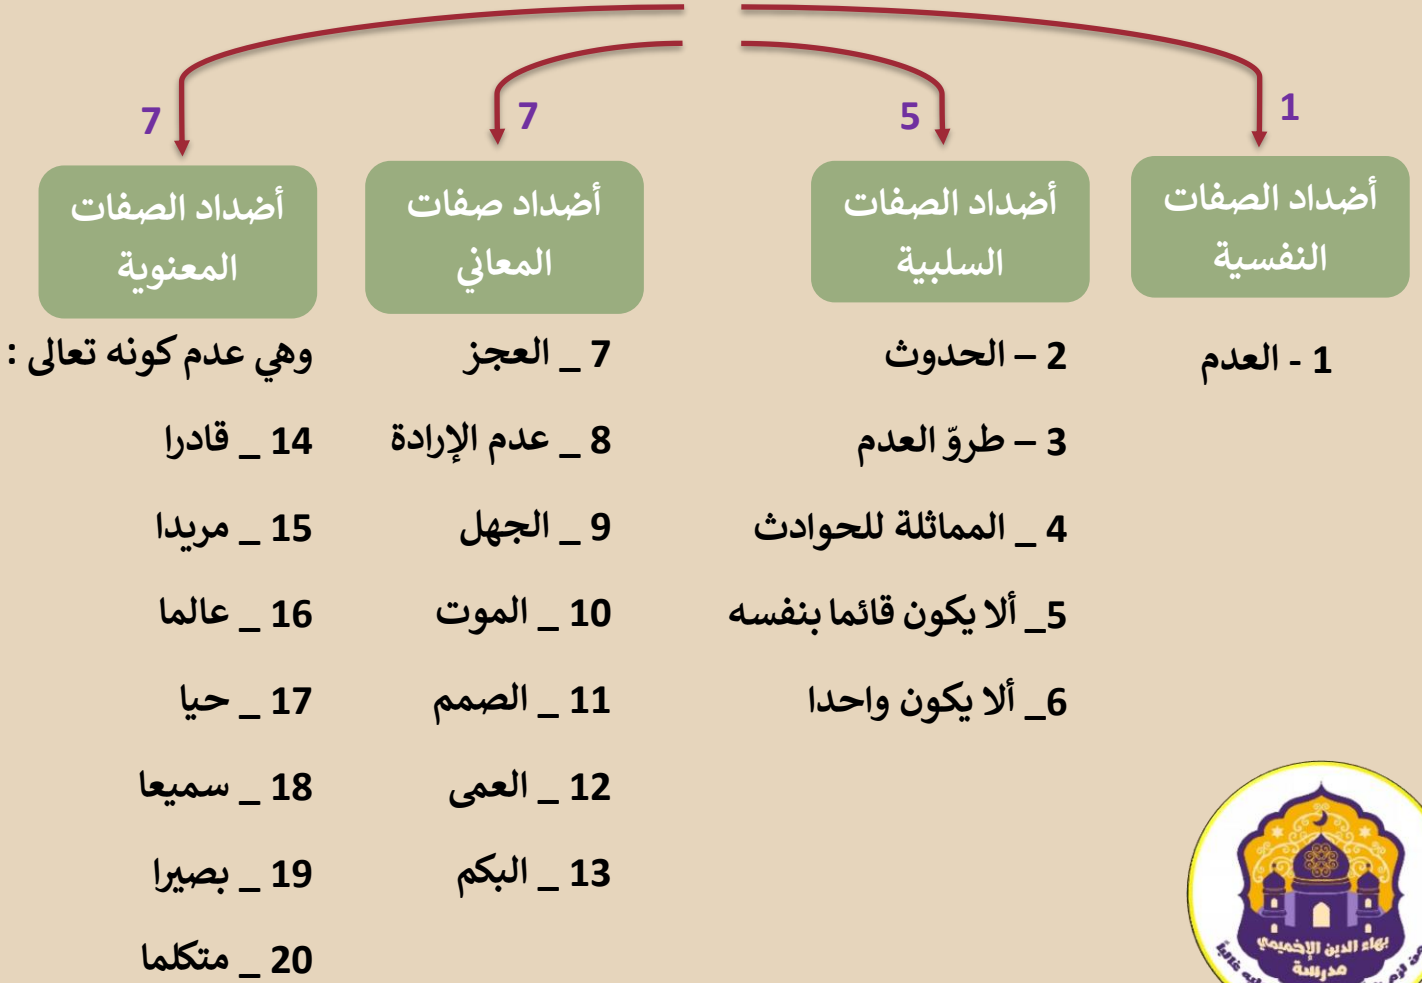 1
5
7
7
أضداد الصفات
النفسية
1 - العدم
أضداد الصفات
السلبية
2 – الحدوث
3 – طروّ العدم
4 _ المماثلة للحوادث
5_ ألا يكون قائما بنفسه
6_ ألا يكون واحدا
أضداد صفات
المعاني
7 _ العجز
8 _ عدم الإرادة
9 _ الجهل
10 _ الموت
11 _ الصمم
12 _ العمى
13 _ البكم
أضداد الصفات
المعنوية
وهي عدم كونه تعالى :
14 _ قادرا
15 _ مريدا
16 _ عالما
17 _ حيا
18 _ سميعا
19 _ بصيرا
20 _ متكلما
بهاء الدين الإخميمي
مدرسة
من لزم